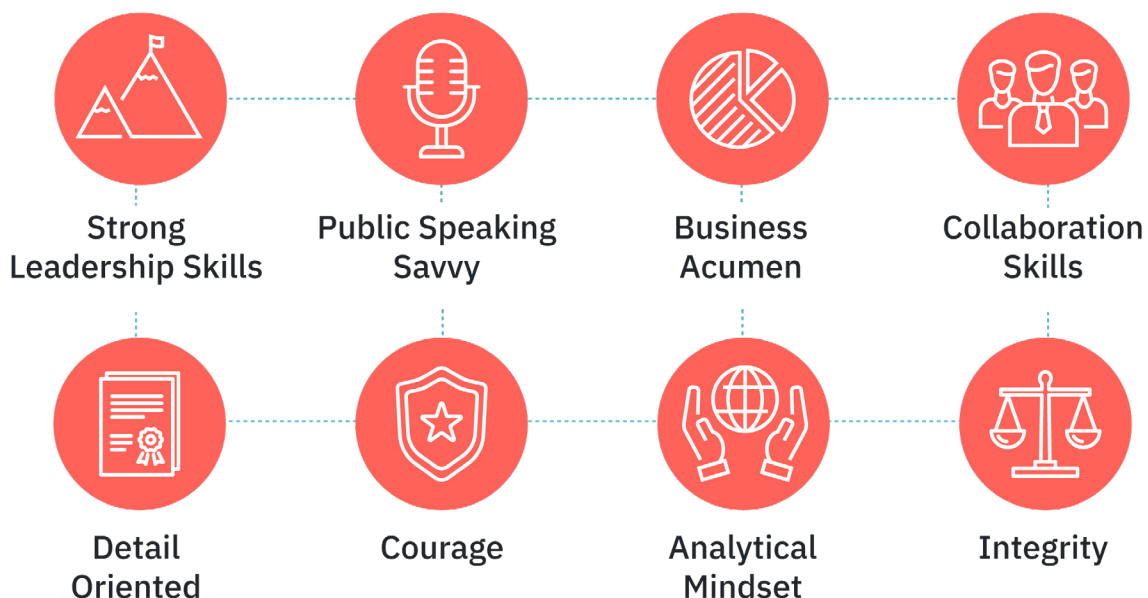 Strong
Leadership Skills
Public Speaking
Savvy
Business
Acumen
Collaboration
Skills
Detail
Oriented
Courage
Analytical
Mindset
Integrity